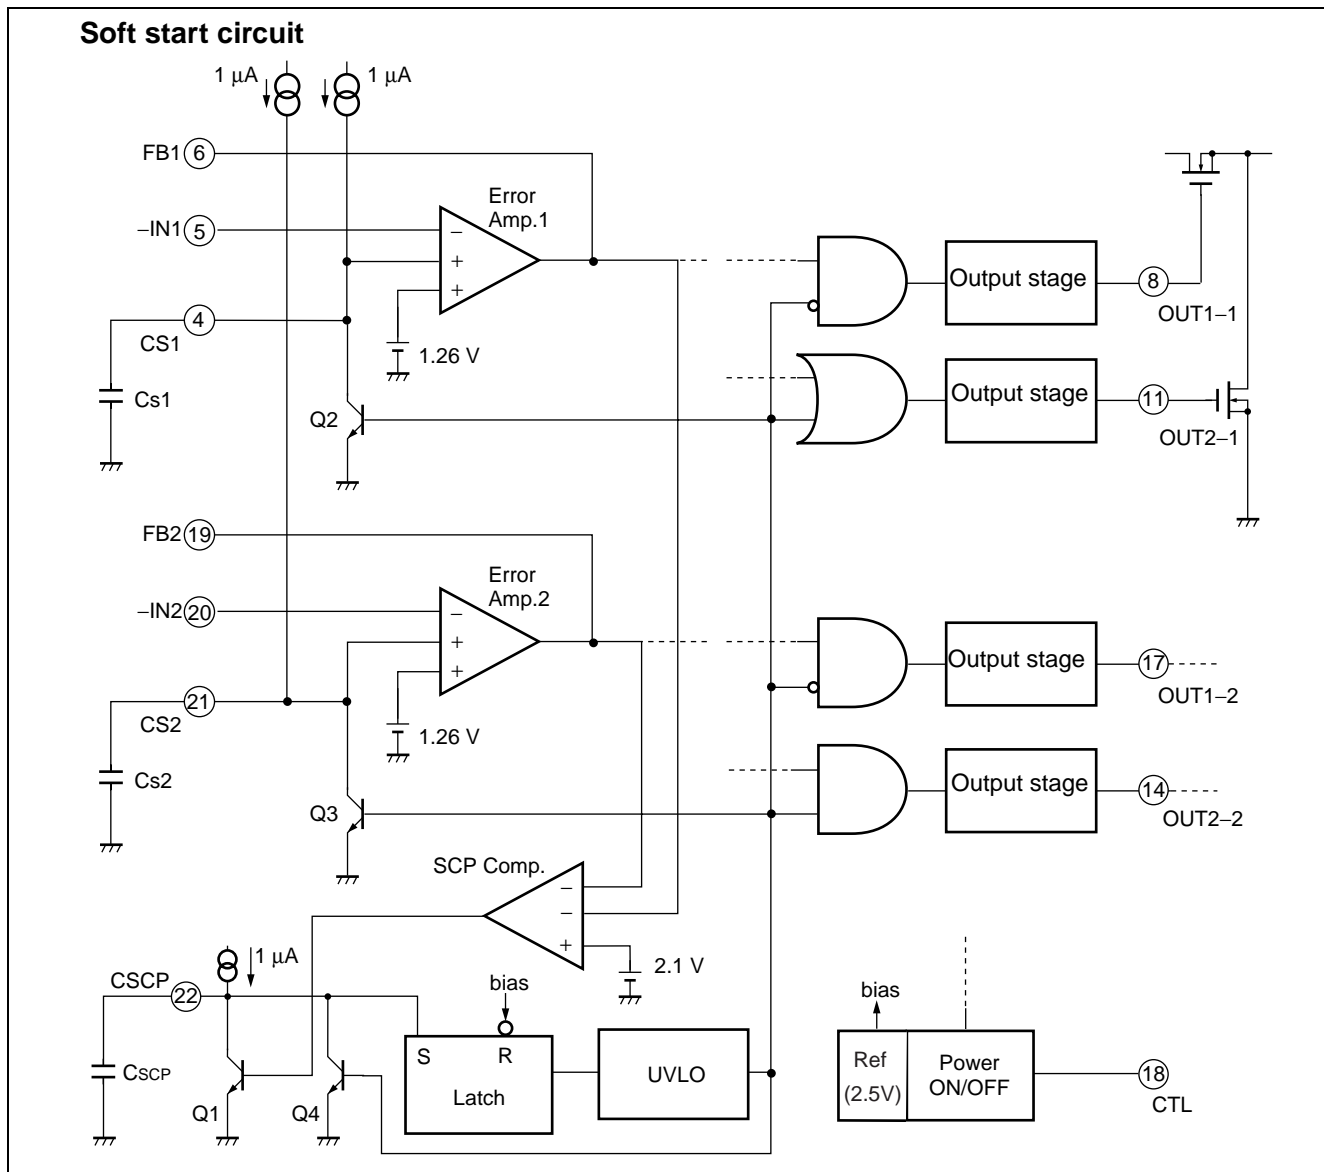 Soft start circuit
1 µA
1 µA
FB1 6
Error
Amp.1
−IN1 5
−
+
+
4
CS1
1.26 V
Cs1
Q2
Output stage
8
OUT1−1
Output stage
11
OUT2−1
FB2 19
Error
Amp.2
−IN2 20
−
+
+
21
CS2
1.26 V
Cs2
Q3
Output stage
17
OUT1−2
Output stage
14
OUT2−2
SCP Comp.
−
−
+
2.1 V
1 µA
CSCP
22
CSCP
Q1
Q4
bias
S
R
Latch
UVLO
bias
Ref
(2.5V)
Power
ON/OFF
18
CTL